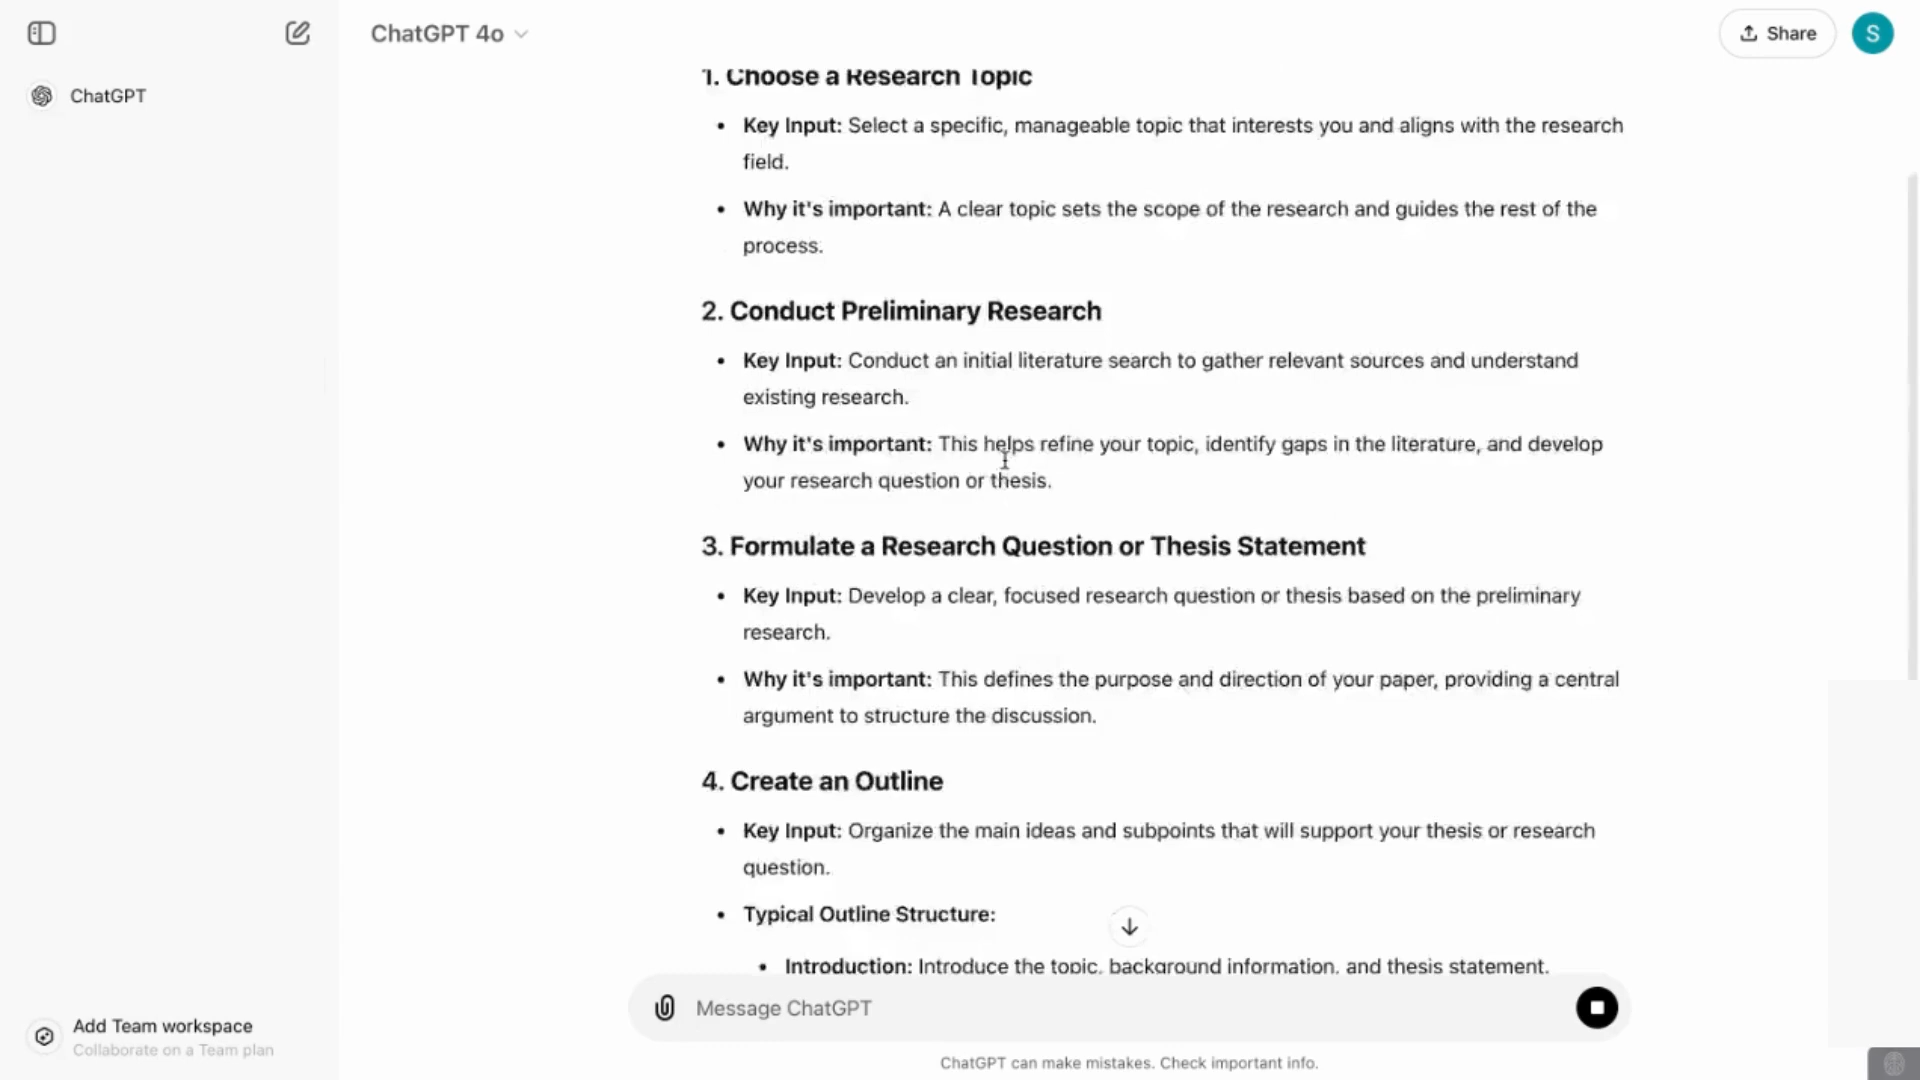 ChatGPT 4o
Share
S
ChatGPT
1. Choose a Research Topic
• Key Input: Select a specific, manageable topic that interests you and aligns with the research
field.
• Why it's important: A clear topic sets the scope of the research and guides the rest of the
process.
2. Conduct Preliminary Research
• Key Input: Conduct an initial literature search to gather relevant sources and understand
existing research.
• Why it's important: This helps refine your topic, identify gaps in the literature, and develop
your research question or thesis.
3. Formulate a Research Question or Thesis Statement
• Key Input: Develop a clear, focused research question or thesis based on the preliminary
research.
• Why it's important: This defines the purpose and direction of your paper, providing a central
argument to structure the discussion.
4. Create an Outline
• Key Input: Organize the main ideas and subpoints that will support your thesis or research
question.
• Typical Outline Structure:
• Introduction: Introduce the topic, background information, and thesis statement.
Message ChatGPT
Add Team workspace
Collaborate on a Team plan
ChatGPT can make mistakes. Check important info.